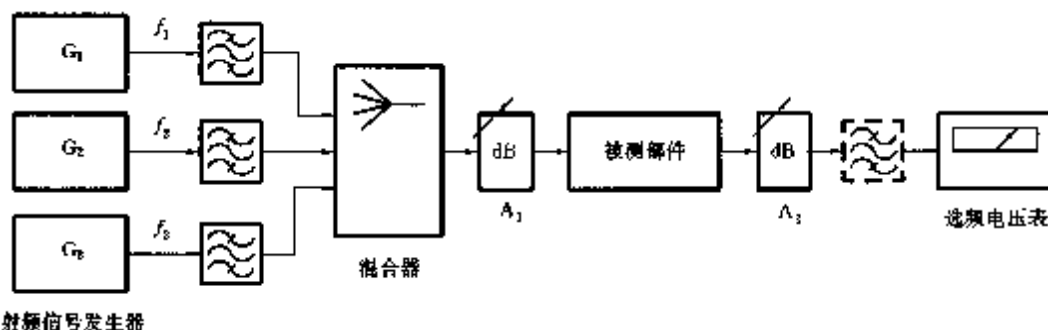 G₁
f₁
G₂
f₂
G₃
f₃
射频信号发生器
混合器
dB
A₁
被测器件
dB
A₂
选频电压表